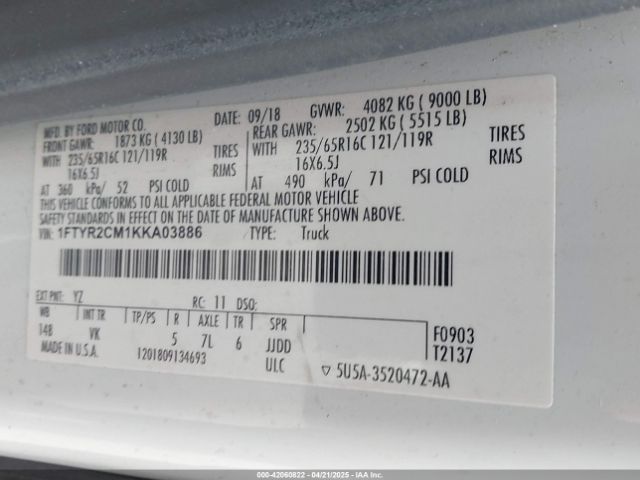 MFD. BY FORD MOTOR CO. DATE: 09/18 GVWR: 4082 KG ( 9000 LB)
FRONT GAWR: 1873 KG ( 4130 LB) REAR GAWR: 2502 KG ( 5515 LB)
WITH 235/65R16C 121/119R TIRES WITH 235/65R16C 121/119R TIRES
16X6.5J RIMS 16X6.5J RIMS
AT 360 kPa/ 52 PSI COLD AT 490 kPa/ 71 PSI COLD
THIS VEHICLE CONFORMS TO ALL APPLICABLE FEDERAL MOTOR VEHICLE
SAFETY STANDARDS IN EFFECT ON THE DATE OF MANUFACTURE SHOWN ABOVE.
VIN: 1FTYR2CM1KKA03886 TYPE: Truck
EXT PNT: YZ RC: 11 DSO:
WB INT TR TP/PS R AXLE TR SPR
148 VK 5 7L 6 JJDD
F0903
T2137
MADE IN U.S.A. 1201809134693 ULC ▽ 5U5A-3520472-AA
000-42060822 - 04/21/2025 - IAAI.COM